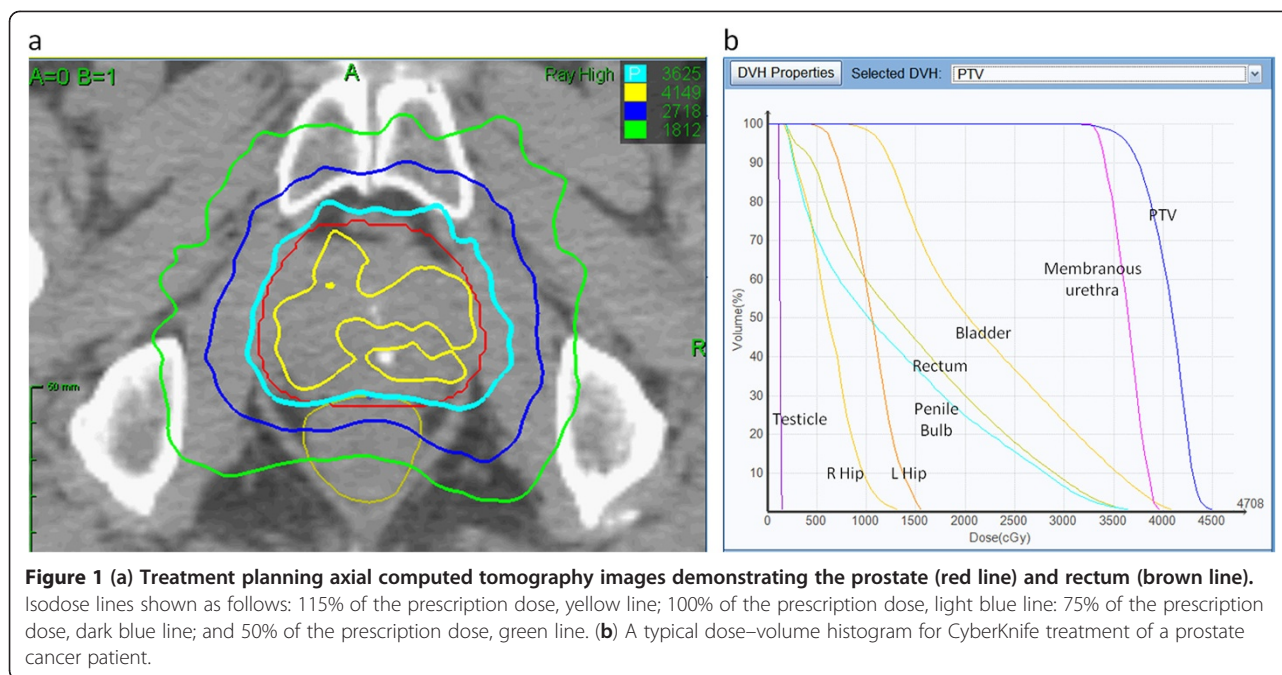 a
A=0 B=1
A
Ray High
P 3625
4149
2718
1812
R
50 mm
b
DVH Properties Selected DVH: PTV
100
90
80
70
60
50
40
30
20
10
Volume(%)
PTV
Membranous
urethra
Bladder
Rectum
Penile
Bulb
Testicle
R Hip
L Hip
0 500 1000 1500 2000 2500 3000 3500 4000 4500
4708
Dose(cGy)
Figure 1 (a) Treatment planning axial computed tomography images demonstrating the prostate (red line) and rectum (brown line).
Isodose lines shown as follows: 115% of the prescription dose, yellow line; 100% of the prescription dose, light blue line: 75% of the prescription
dose, dark blue line; and 50% of the prescription dose, green line. (b) A typical dose–volume histogram for CyberKnife treatment of a prostate
cancer patient.